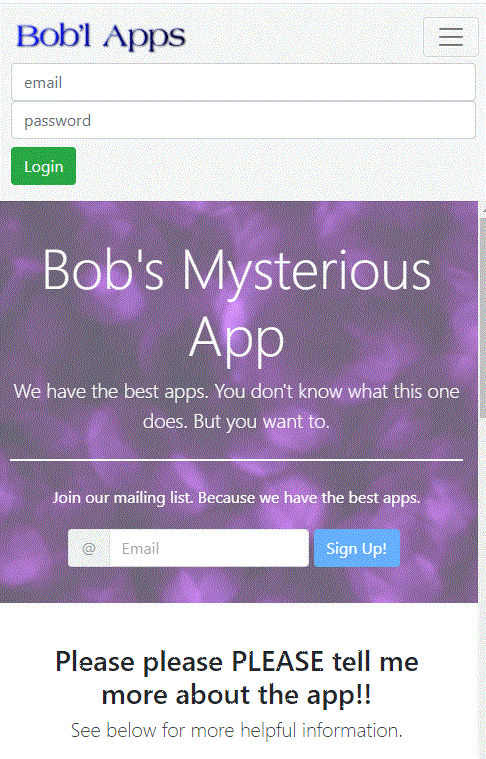 Bob'l Apps
email
password
Login
Bob's Mysterious
App
We have the best apps. You don't know what this one
does. But you want to.
Join our mailing list. Because we have the best apps.
@ Email Sign Up!
Please please PLEASE tell me
more about the app!!
See below for more helpful information.